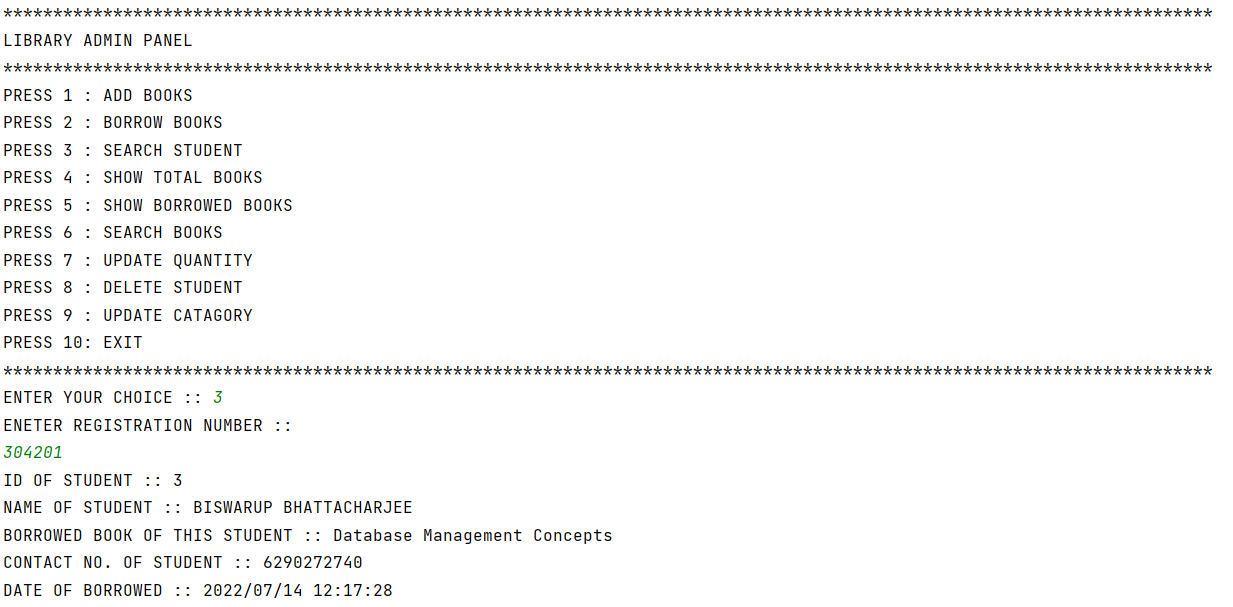 *************************************************************************************************************************
LIBRARY ADMIN PANEL
*************************************************************************************************************************
PRESS 1 : ADD BOOKS
PRESS 2 : BORROW BOOKS
PRESS 3 : SEARCH STUDENT
PRESS 4 : SHOW TOTAL BOOKS
PRESS 5 : SHOW BORROWED BOOKS
PRESS 6 : SEARCH BOOKS
PRESS 7 : UPDATE QUANTITY
PRESS 8 : DELETE STUDENT
PRESS 9 : UPDATE CATAGORY
PRESS 10: EXIT
*************************************************************************************************************************
ENTER YOUR CHOICE :: 3
ENETER REGISTRATION NUMBER ::
304201
ID OF STUDENT :: 3
NAME OF STUDENT :: BISWARUP BHATTACHARJEE
BORROWED BOOK OF THIS STUDENT :: Database Management Concepts
CONTACT NO. OF STUDENT :: 6290272740
DATE OF BORROWED :: 2022/07/14 12:17:28